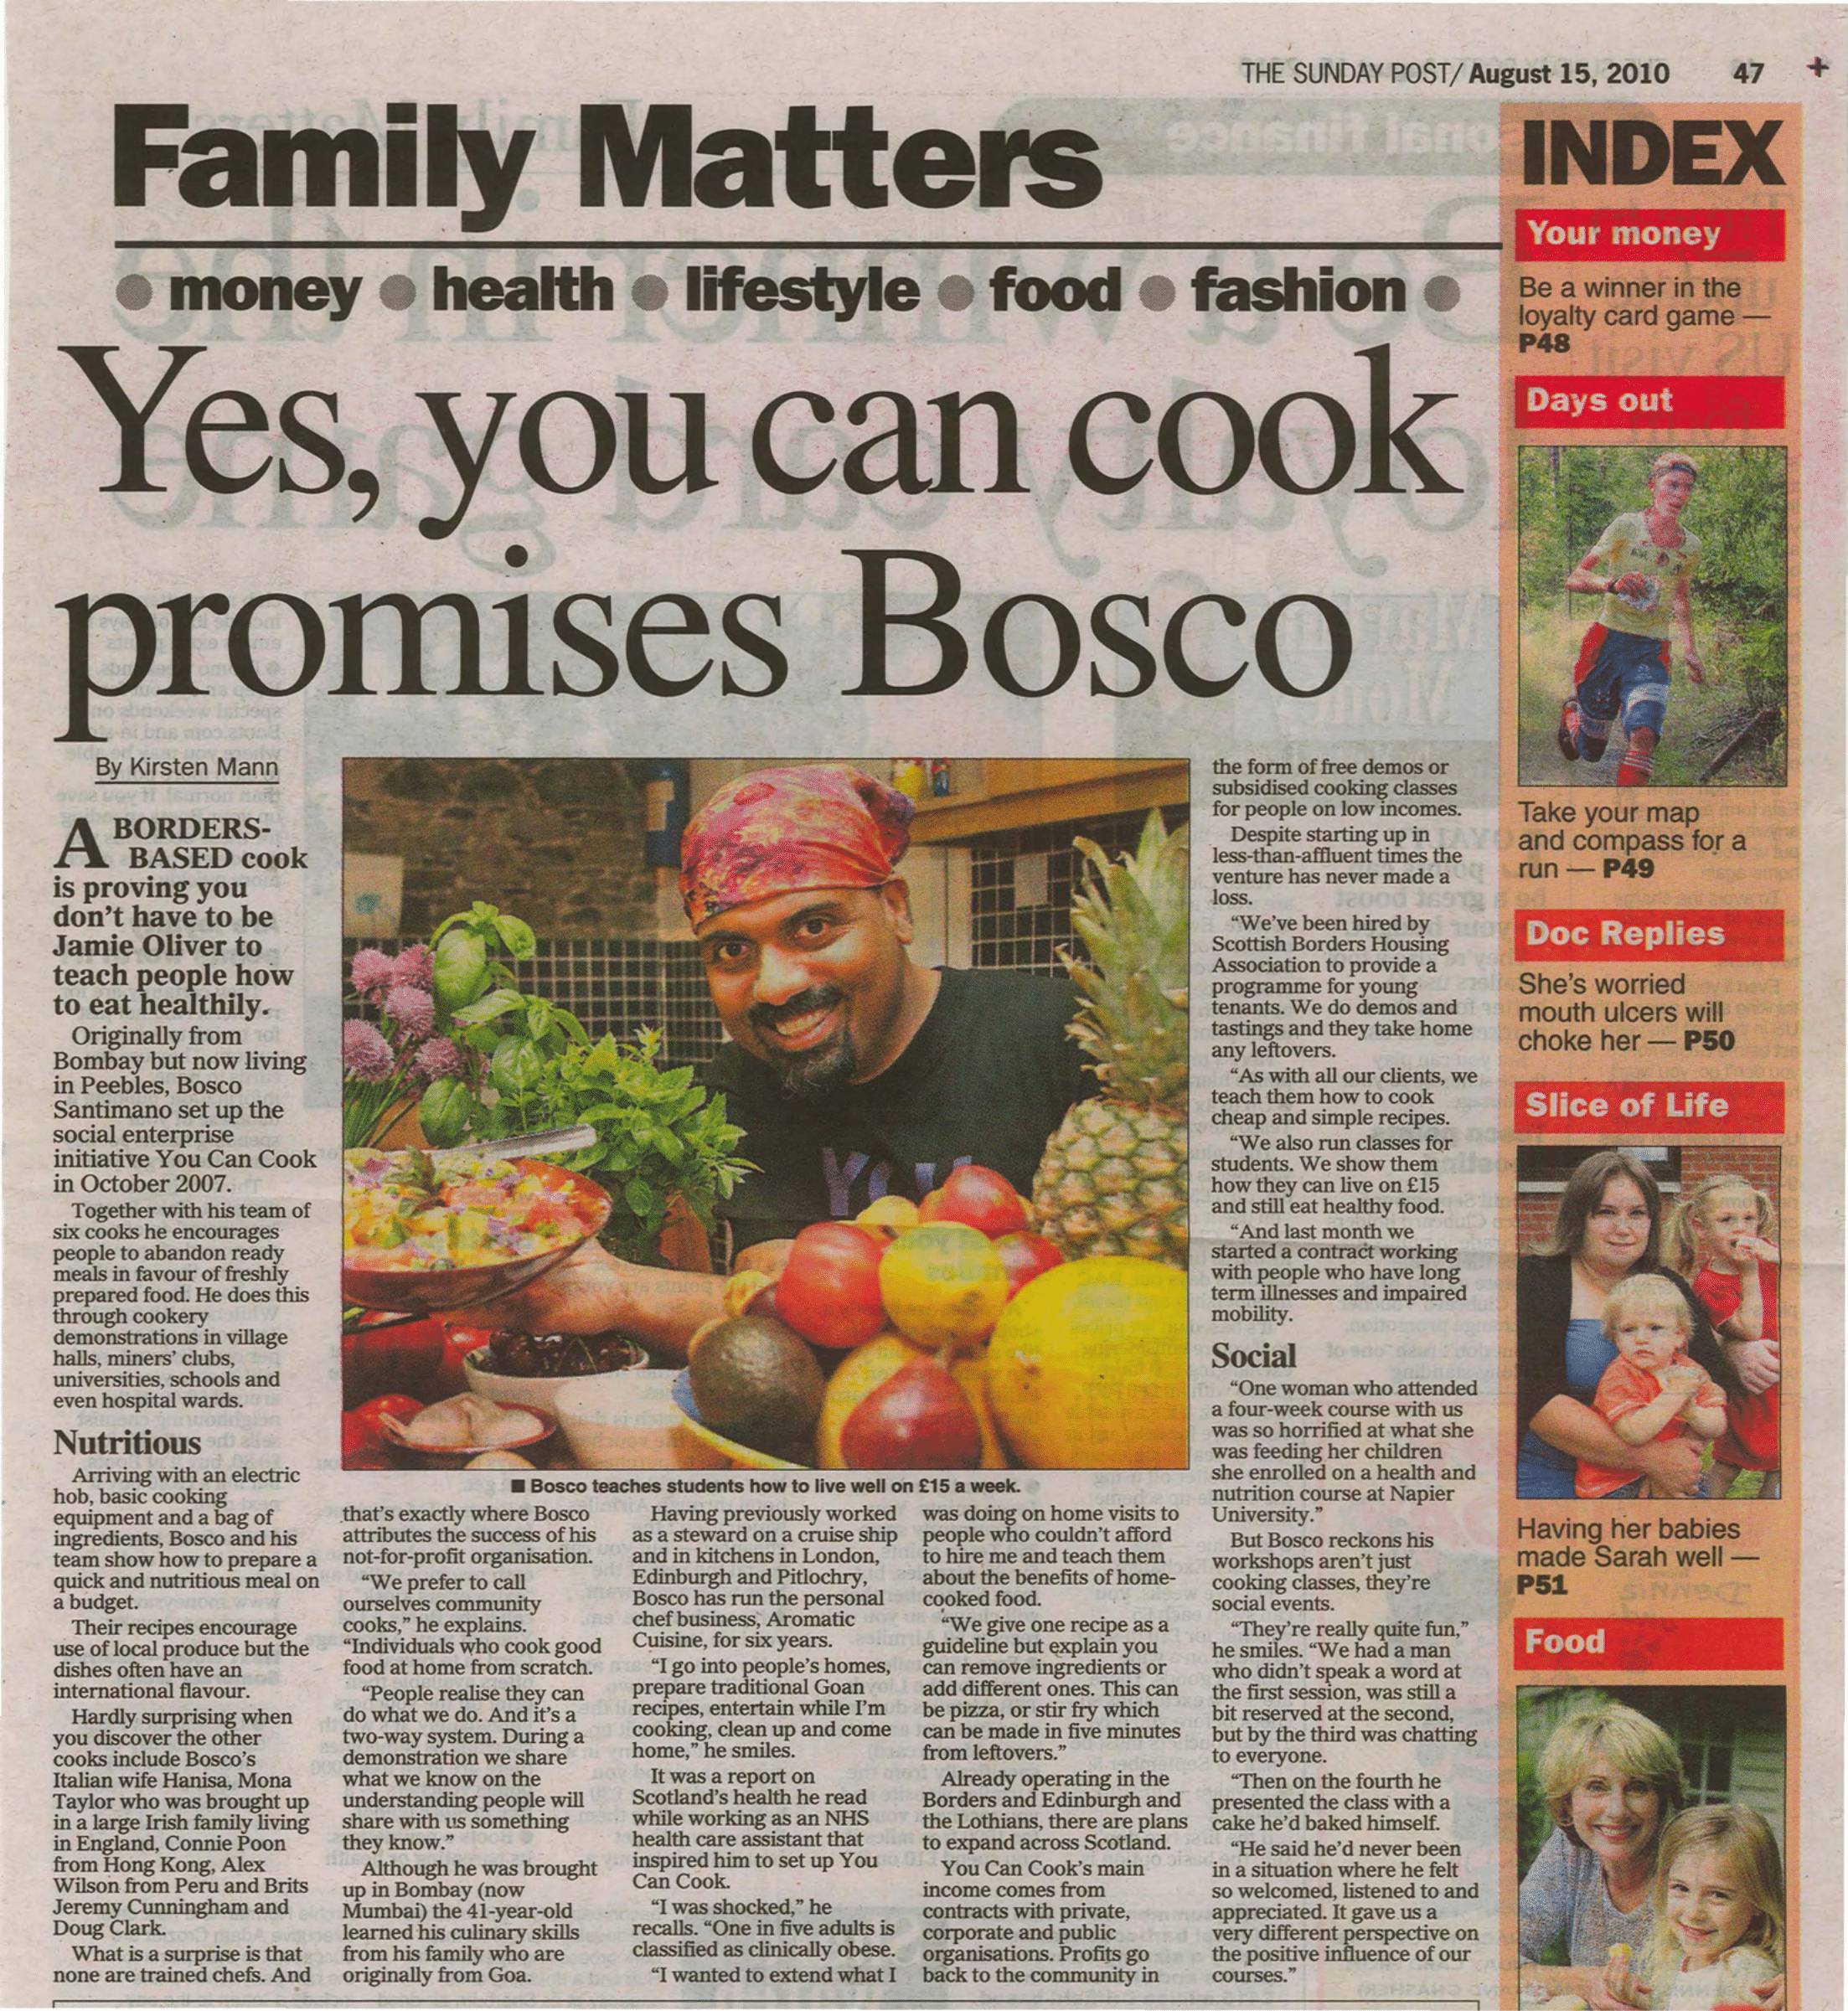 THE SUNDAY POST/ August 15, 2010 47
Family Matters
money health lifestyle food fashion
Yes, you can cook
promises Bosco
By Kirsten Mann
A BORDERS-
BASED cook
is proving you
don't have to be
Jamie Oliver to
teach people how
to eat healthily.
Originally from
Bombay but now living
in Peebles, Bosco
Santimano set up the
social enterprise
initiative You Can Cook
in October 2007.
Together with his team of
six cooks he encourages
people to abandon ready
meals in favour of freshly
prepared food. He does this
through cookery
demonstrations in village
halls, miners' clubs,
universities, schools and
even hospital wards.
Nutritious
Arriving with an electric
hob, basic cooking
equipment and a bag of
ingredients, Bosco and his
team show how to prepare a
quick and nutritious meal on
a budget.
Their recipes encourage
use of local produce but the
dishes often have an
international flavour.
Hardly surprising when
you discover the other
cooks include Bosco's
Italian wife Hanisa, Mona
Taylor who was brought up
in a large Irish family living
in England, Connie Poon
from Hong Kong, Alex
Wilson from Peru and Brits
Jeremy Cunningham and
Doug Clark.
What is a surprise is that
none are trained chefs. And
YOU
■ Bosco teaches students how to live well on £15 a week.
that's exactly where Bosco
attributes the success of his
not-for-profit organisation.
"We prefer to call
ourselves community
cooks," he explains.
"Individuals who cook good
food at home from scratch.
"People realise they can
do what we do. And it's a
two-way system. During a
demonstration we share
what we know on the
understanding people will
share with us something
they know."
Although he was brought
up in Bombay (now
Mumbai) the 41-year-old
learned his culinary skills
from his family who are
originally from Goa.
Having previously worked
as a steward on a cruise ship
and in kitchens in London,
Edinburgh and Pitlochry,
Bosco has run the personal
chef business, Aromatic
Cuisine, for six years.
"I go into people's homes,
prepare traditional Goan
recipes, entertain while I'm
cooking, clean up and come
home," he smiles.
It was a report on
Scotland's health he read
while working as an NHS
health care assistant that
inspired him to set up You
Can Cook.
"I was shocked," he
recalls. "One in five adults is
classified as clinically obese.
"I wanted to extend what I
was doing on home visits to
people who couldn't afford
to hire me and teach them
about the benefits of home-
cooked food.
"We give one recipe as a
guideline but explain you
can remove ingredients or
add different ones. This can
be pizza, or stir fry which
can be made in five minutes
from leftovers."
Already operating in the
Borders and Edinburgh and
the Lothians, there are plans
to expand across Scotland.
You Can Cook's main
income comes from
contracts with private,
corporate and public
organisations. Profits go
back to the community in
the form of free demos or
subsidised cooking classes
for people on low incomes.
Despite starting up in
less-than-affluent times the
venture has never made a
loss.
"We've been hired by
Scottish Borders Housing
Association to provide a
programme for young
tenants. We do demos and
tastings and they take home
any leftovers.
"As with all our clients, we
teach them how to cook
cheap and simple recipes.
"We also run classes for
students. We show them
how they can live on £15
and still eat healthy food.
"And last month we
started a contract working
with people who have long
term illnesses and impaired
mobility.
Social
"One woman who attended
a four-week course with us
was so horrified at what she
was feeding her children
she enrolled on a health and
nutrition course at Napier
University."
But Bosco reckons his
workshops aren't just
cooking classes, they're
social events.
"They're really quite fun,"
he smiles. "We had a man
who didn't speak a word at
the first session, was still a
bit reserved at the second,
but by the third was chatting
to everyone.
"Then on the fourth he
presented the class with a
cake he'd baked himself.
"He said he'd never been
in a situation where he felt
so welcomed, listened to and
appreciated. It gave us a
very different perspective on
the positive influence of our
courses."
INDEX
Your money
Be a winner in the
loyalty card game —
P48
Days out
Take your map
and compass for a
run — P49
Doc Replies
She's worried
mouth ulcers will
choke her — P50
Slice of Life
Having her babies
made Sarah well —
P51
Food